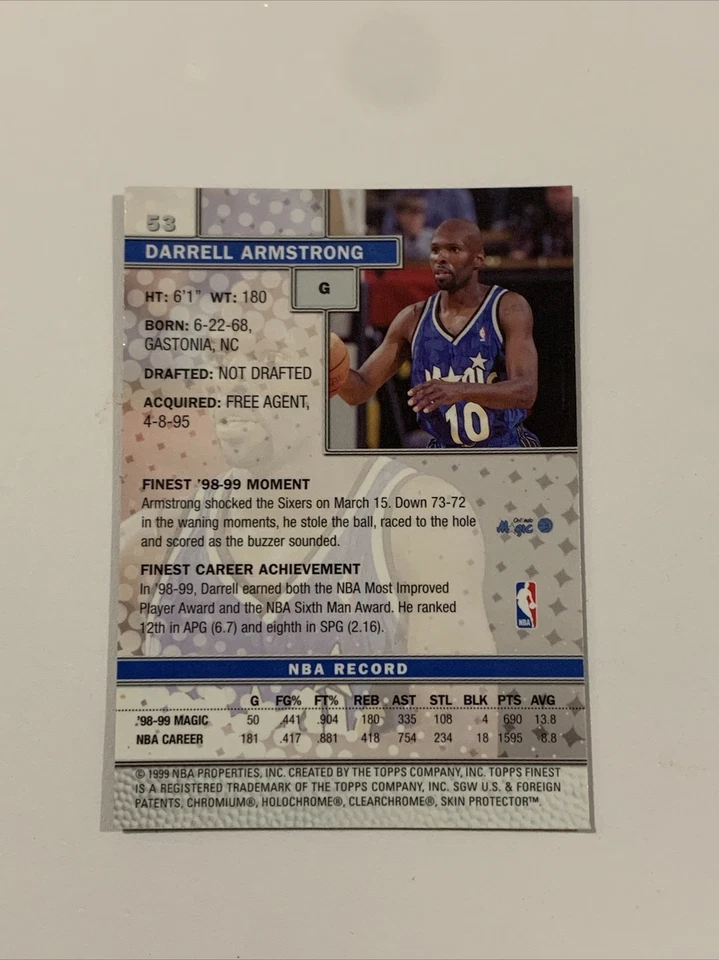 53
DARRELL ARMSTRONG
G
HT: 6'1" WT: 180
BORN: 6-22-68,
GASTONIA, NC
DRAFTED: NOT DRAFTED
ACQUIRED: FREE AGENT,
4-8-95
MAGIC
10
FINEST '98-99 MOMENT
Armstrong shocked the Sixers on March 15. Down 73-72
in the waning moments, he stole the ball, raced to the hole
and scored as the buzzer sounded.
Magic
FINEST CAREER ACHIEVEMENT
In '98-99, Darrell earned both the NBA Most Improved
Player Award and the NBA Sixth Man Award. He ranked
12th in APG (6.7) and eighth in SPG (2.16).
NBA
NBA RECORD
G FG% FT% REB AST STL BLK PTS AVG
'98-99 MAGIC 50 .441 .904 180 335 108 4 690 13.8
NBA CAREER 181 .417 .881 418 754 234 18 1595 8.8
© 1999 NBA PROPERTIES, INC. CREATED BY THE TOPPS COMPANY, INC. TOPPS FINEST
IS A REGISTERED TRADEMARK OF THE TOPPS COMPANY, INC. SGW U.S. & FOREIGN
PATENTS, CHROMIUM®, HOLOCHROME®, CLEARCHROME®, SKIN PROTECTOR™.